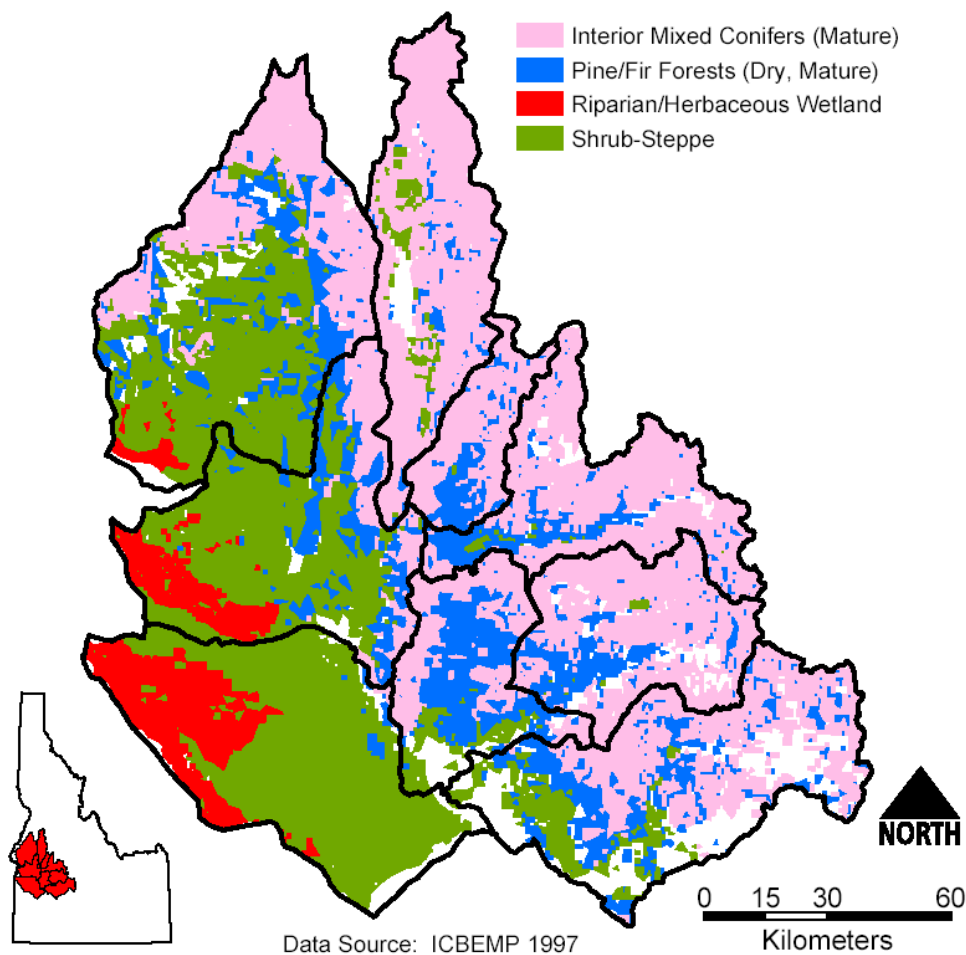 Interior Mixed Conifers (Mature)
Pine/Fir Forests (Dry, Mature)
Riparian/Herbaceous Wetland
Shrub-Steppe
NORTH
0 15 30 60
Kilometers
Data Source: ICBEMP 1997